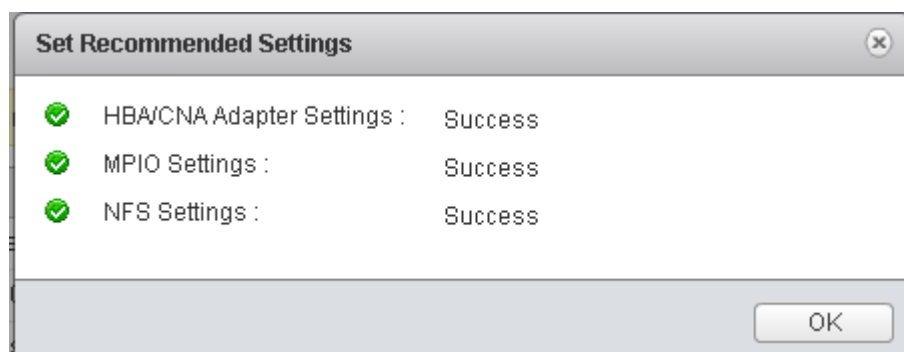 Set Recommended Settings
HBA/CNA Adapter Settings : Success
MPIO Settings : Success
NFS Settings : Success
OK